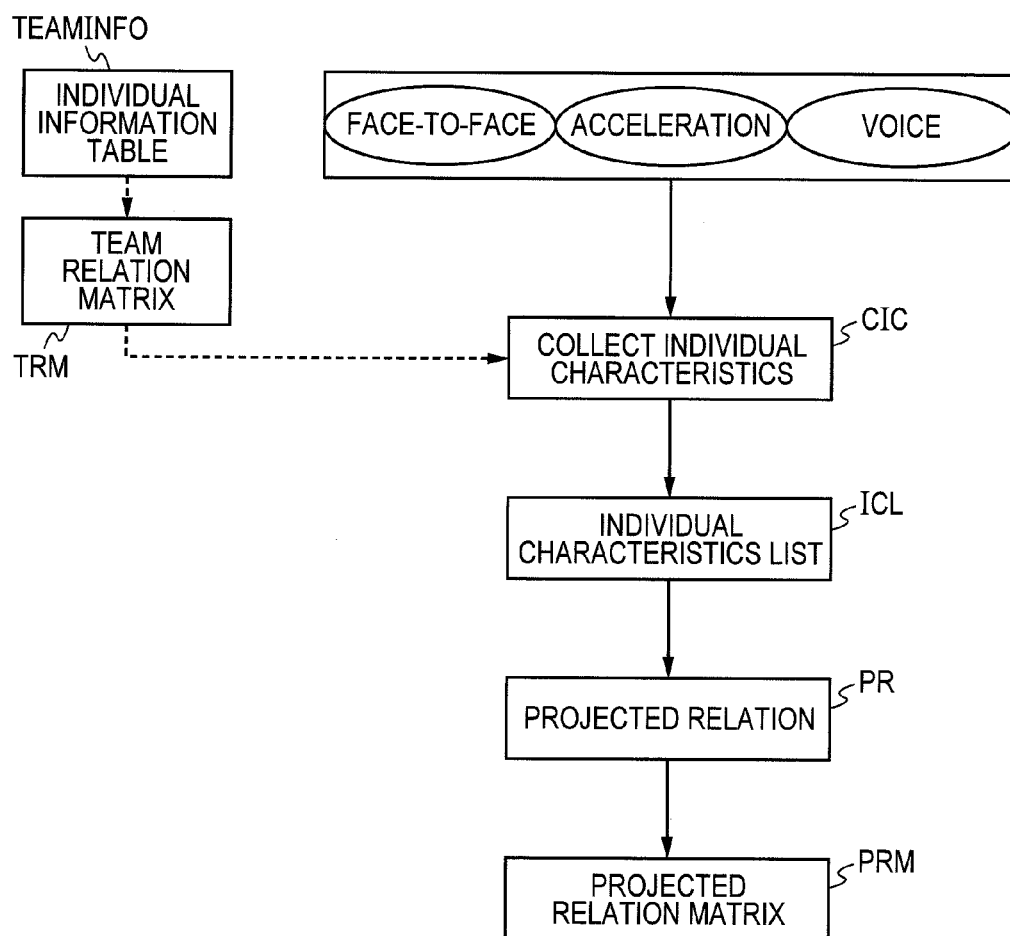 TEAMINFO
INDIVIDUAL
INFORMATION
TABLE
FACE-TO-FACE
ACCELERATION
VOICE
TEAM
RELATION
MATRIX
TRM
CIC
COLLECT INDIVIDUAL
CHARACTERISTICS
ICL
INDIVIDUAL
CHARACTERISTICS LIST
PR
PROJECTED RELATION
PRM
PROJECTED
RELATION MATRIX